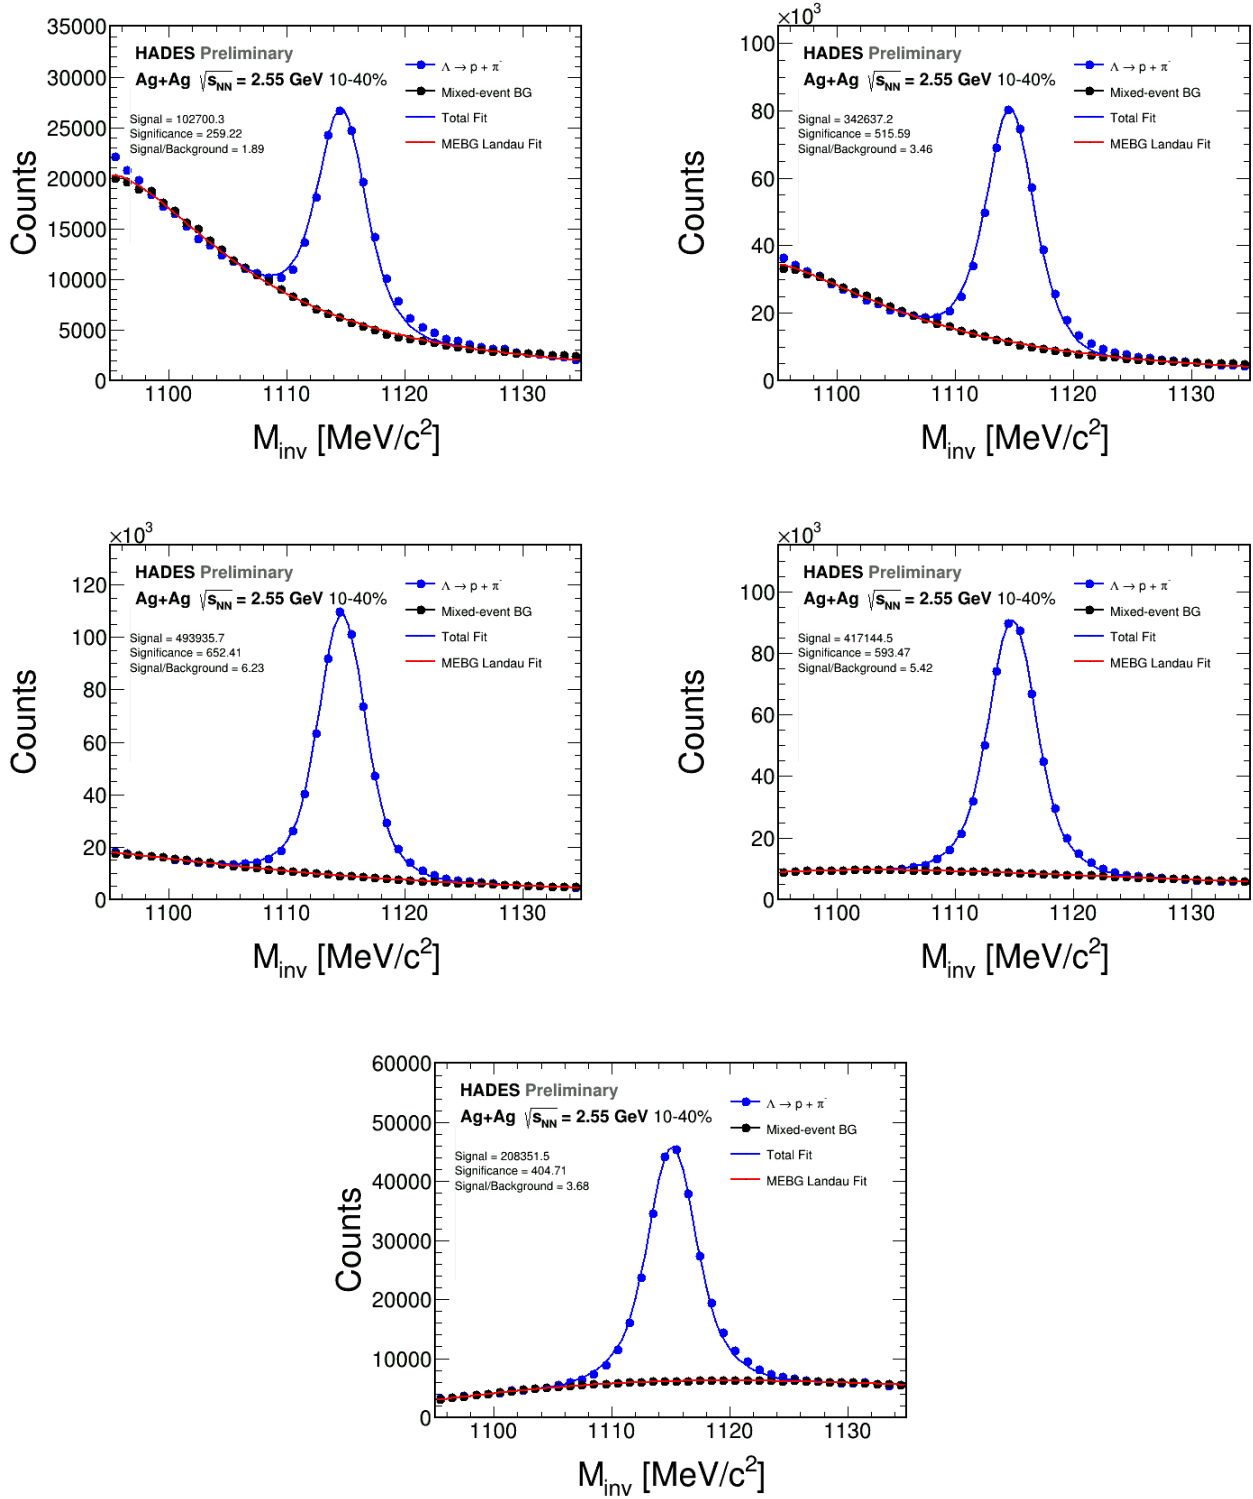 35000
30000
25000
20000
15000
10000
5000
0
Counts
HADES Preliminary
Ag+Ag √sNN = 2.55 GeV 10-40%
Signal = 102700.3
Significance = 259.22
Signal/Background = 1.89
Λ → p + π-
Mixed-event BG
Total Fit
MEBG Landau Fit
1100 1110 1120 1130
Minv [MeV/c2]
×103
100
80
60
40
20
0
Counts
HADES Preliminary
Ag+Ag √sNN = 2.55 GeV 10-40%
Signal = 342637.2
Significance = 515.59
Signal/Background = 3.46
Λ → p + π-
Mixed-event BG
Total Fit
MEBG Landau Fit
1100 1110 1120 1130
Minv [MeV/c2]
×103
120
100
80
60
40
20
0
Counts
HADES Preliminary
Ag+Ag √sNN = 2.55 GeV 10-40%
Signal = 493935.7
Significance = 652.41
Signal/Background = 6.23
Λ → p + π-
Mixed-event BG
Total Fit
MEBG Landau Fit
1100 1110 1120 1130
Minv [MeV/c2]
×103
100
80
60
40
20
0
Counts
HADES Preliminary
Ag+Ag √sNN = 2.55 GeV 10-40%
Signal = 417144.5
Significance = 593.47
Signal/Background = 5.42
Λ → p + π-
Mixed-event BG
Total Fit
MEBG Landau Fit
1100 1110 1120 1130
Minv [MeV/c2]
60000
50000
40000
30000
20000
10000
0
Counts
HADES Preliminary
Ag+Ag √sNN = 2.55 GeV 10-40%
Signal = 208351.5
Significance = 404.71
Signal/Background = 3.68
Λ → p + π-
Mixed-event BG
Total Fit
MEBG Landau Fit
1100 1110 1120 1130
Minv [MeV/c2]